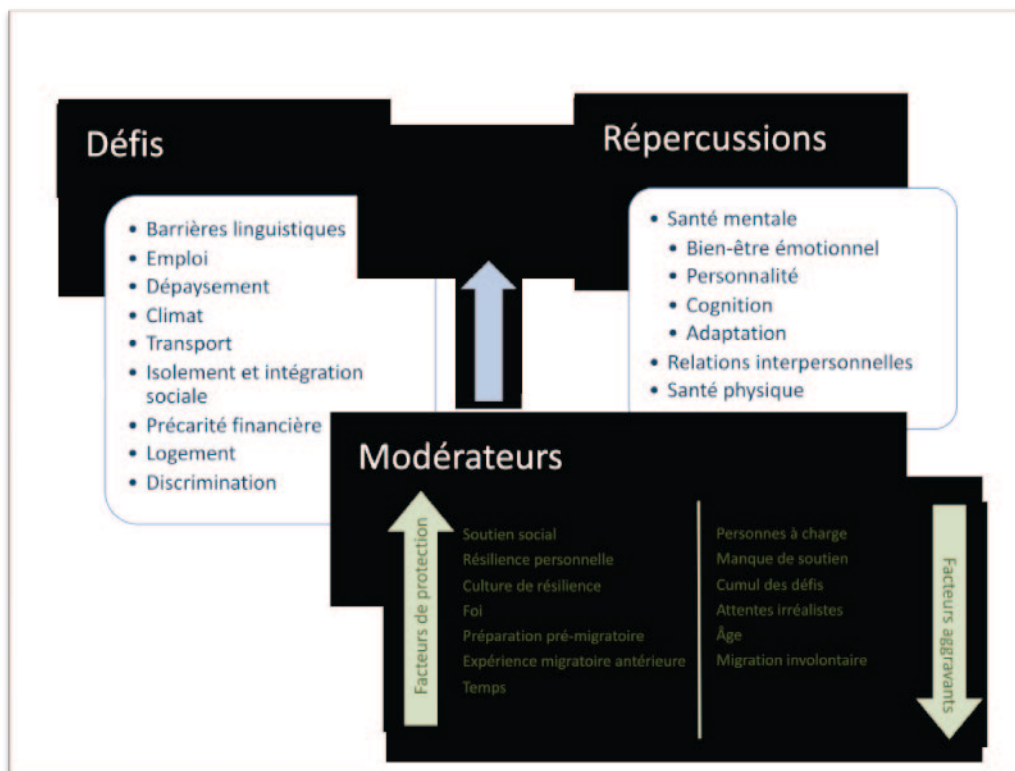 Défis
• Barrières linguistiques
• Emploi
• Dépaysement
• Climat
• Transport
• Isolement et intégration
sociale
• Précarité financière
• Logement
• Discrimination
Répercussions
• Santé mentale
• Bien-être émotionnel
• Personnalité
• Cognition
• Adaptation
• Relations interpersonnelles
• Santé physique
Modérateurs
Facteurs de protection
Soutien social
Résilience personnelle
Culture de résilience
Foi
Préparation pré-migratoire
Expérience migratoire antérieure
Temps
Personnes à charge
Manque de soutien
Cumul des défis
Attentes irréalistes
Âge
Migration involontaire
Facteurs aggravants